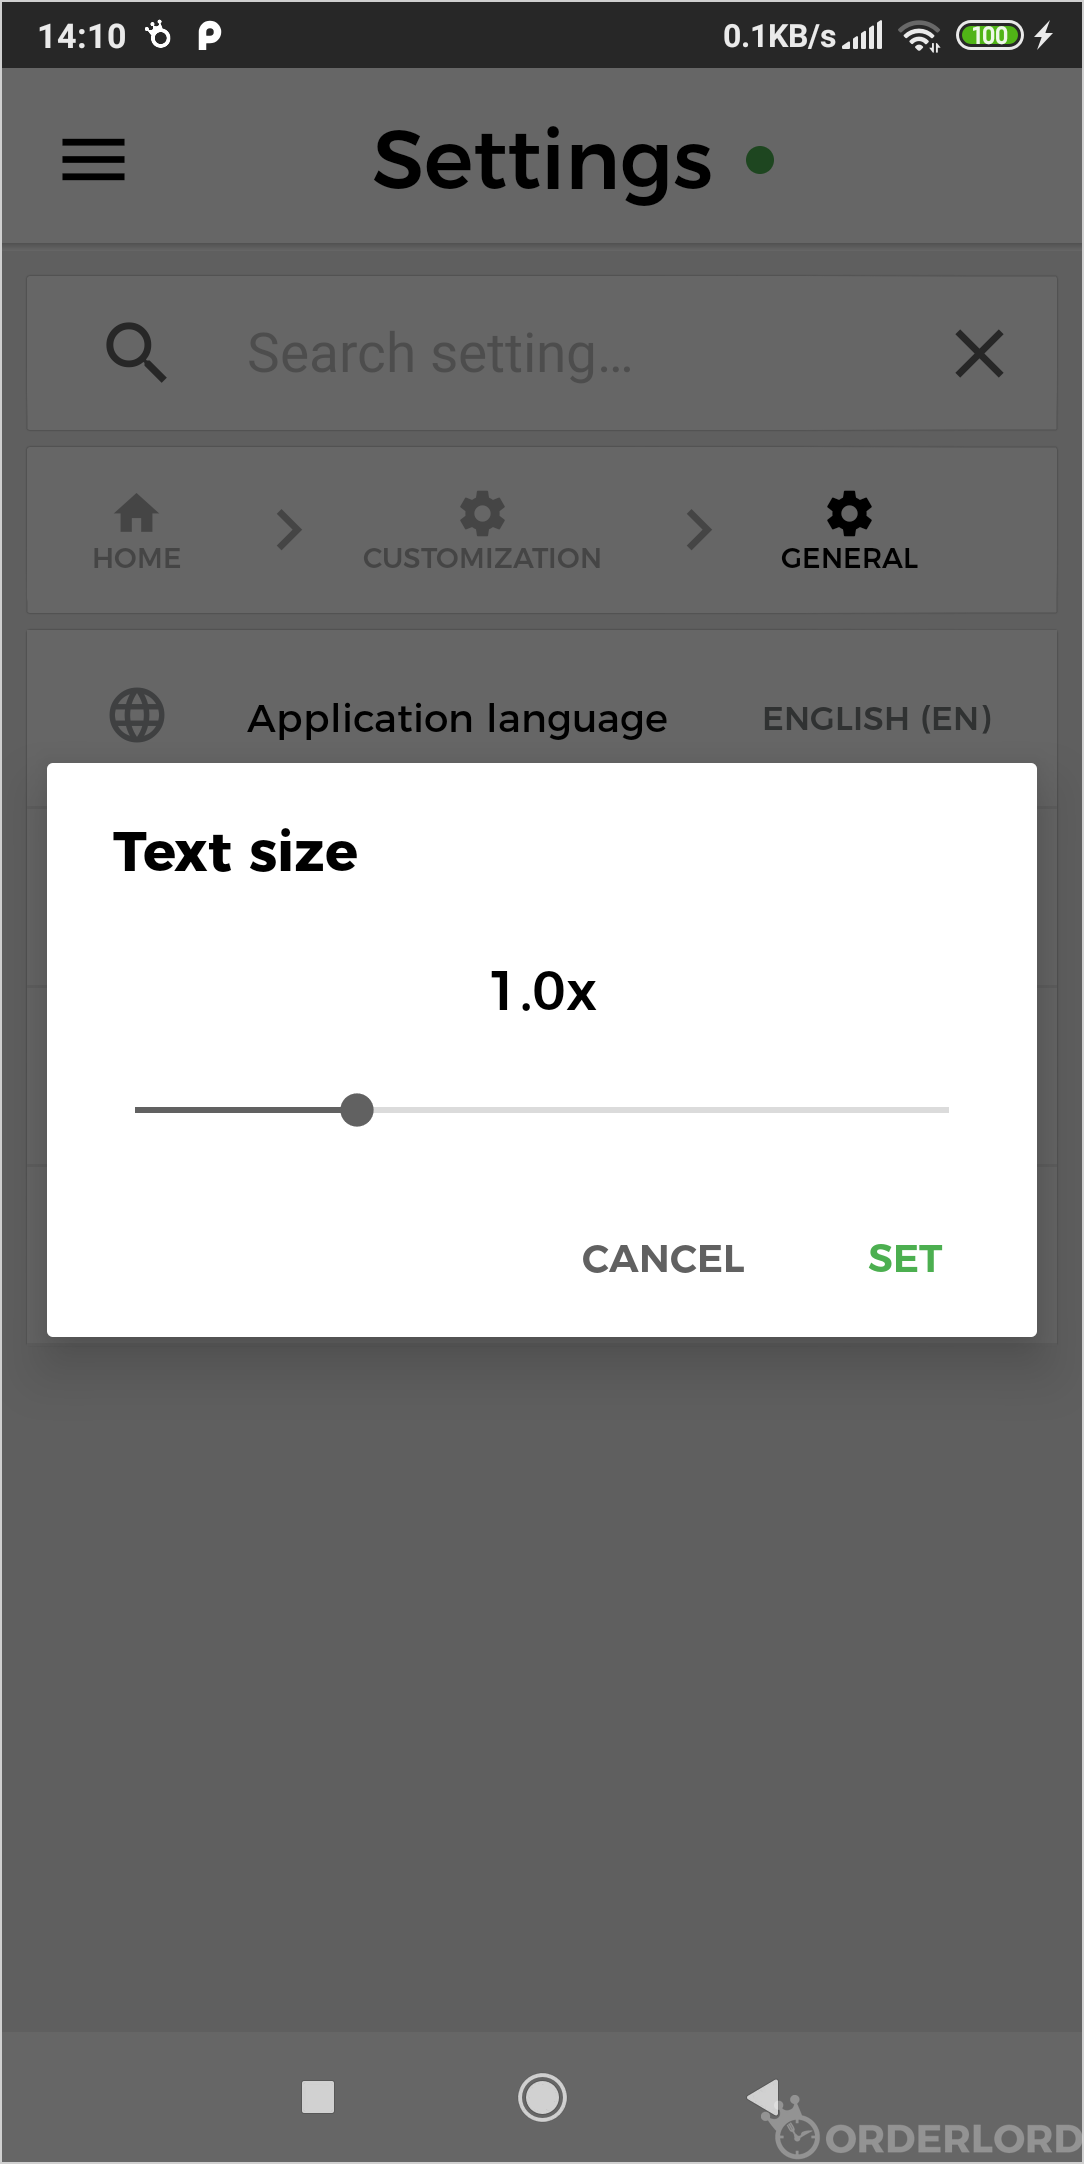 14:10 0.1KB/s 100
Settings
Search setting...
HOME CUSTOMIZATION GENERAL
Application language ENGLISH (EN)
Text size
1.0x
CANCEL SET
ORDERLORD